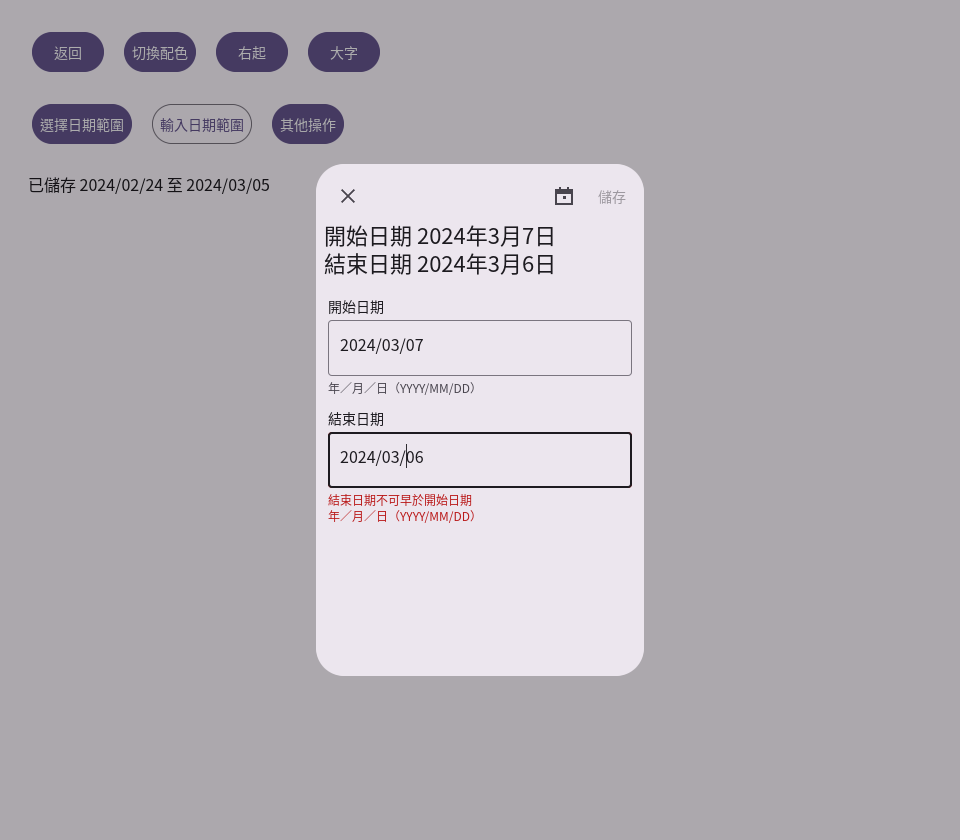 返回 切換配色 右起 大字
選擇日期範圍 輸入日期範圍 其他操作
已儲存 2024/02/24 至 2024/03/05
儲存
開始日期 2024年3月7日
結束日期 2024年3月6日
開始日期
2024/03/07
年／月／日（YYYY/MM/DD）
結束日期
2024/03/06
結束日期不可早於開始日期
年／月／日（YYYY/MM/DD）